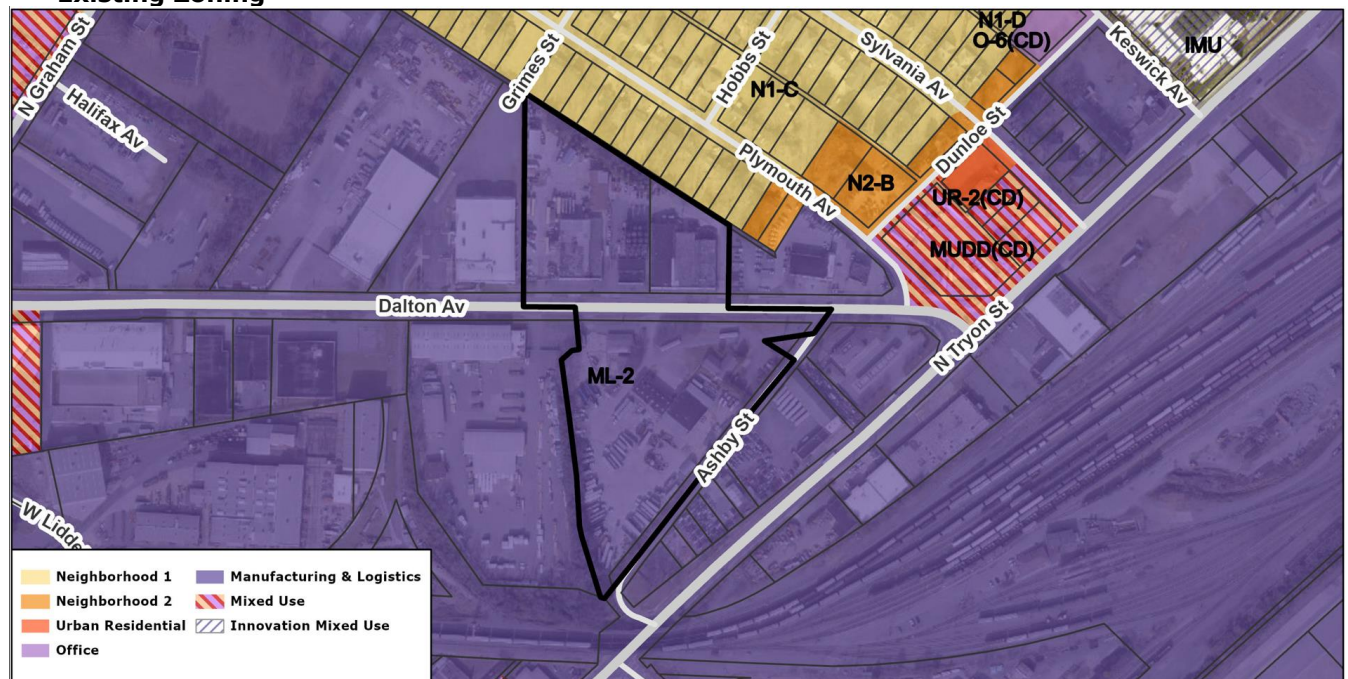 Existing Zoning
N Graham St
Halifax Av
Grimes St
Hobbs St
N1-C
Sylvania Av
N1-D
O-6(CD)
Keswick Av
IMU
Dunloe St
Plymouth Av
N2-B
UR-2(CD)
MUDD(CD)
Dalton Av
N Tryon St
ML-2
Ashby St
W Lidde
Neighborhood 1
Neighborhood 2
Urban Residential
Office
Manufacturing & Logistics
Mixed Use
Innovation Mixed Use